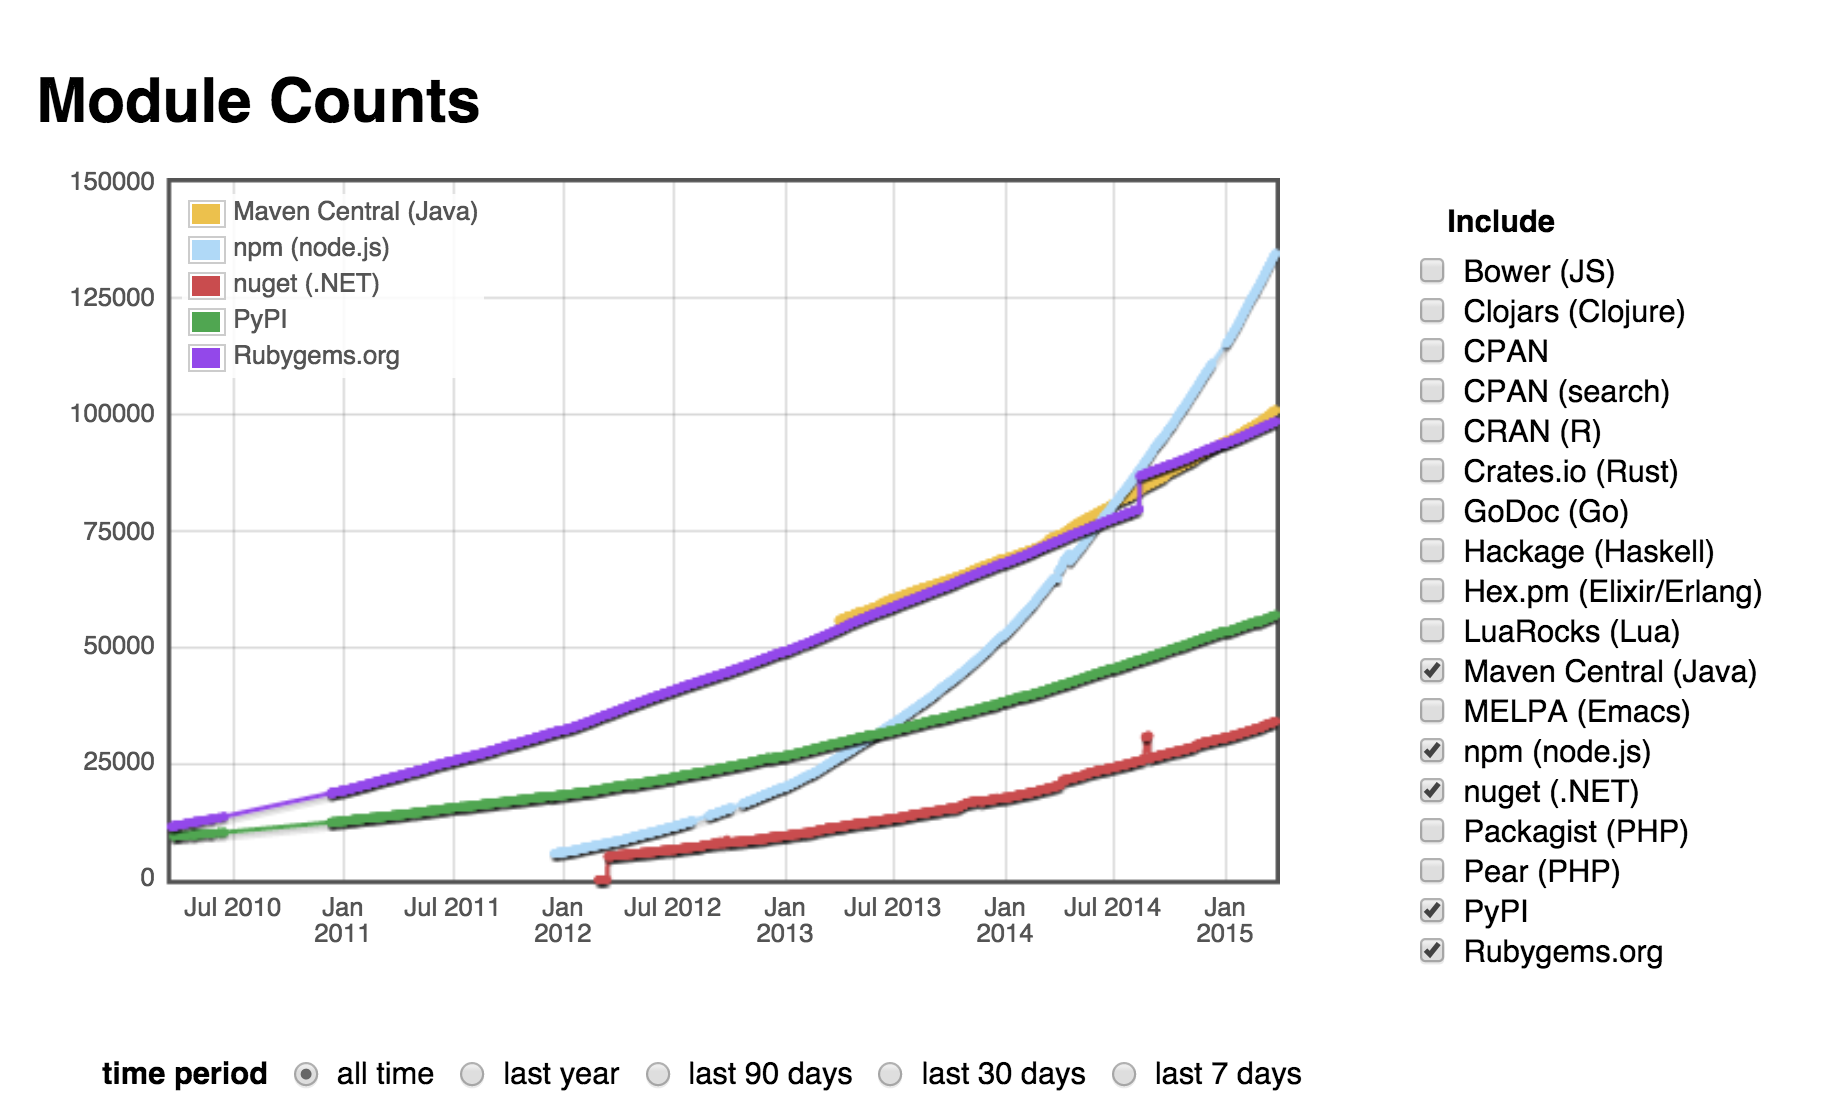 Module Counts
150000
125000
100000
75000
50000
25000
0
Maven Central (Java)
npm (node.js)
nuget (.NET)
PyPI
Rubygems.org
Jul 2010
Jan 2011
Jul 2011
Jan 2012
Jul 2012
Jan 2013
Jul 2013
Jan 2014
Jul 2014
Jan 2015
Include
Bower (JS)
Clojars (Clojure)
CPAN
CPAN (search)
CRAN (R)
Crates.io (Rust)
GoDoc (Go)
Hackage (Haskell)
Hex.pm (Elixir/Erlang)
LuaRocks (Lua)
Maven Central (Java)
MELPA (Emacs)
npm (node.js)
nuget (.NET)
Packagist (PHP)
Pear (PHP)
PyPI
Rubygems.org
time period all time last year last 90 days last 30 days last 7 days